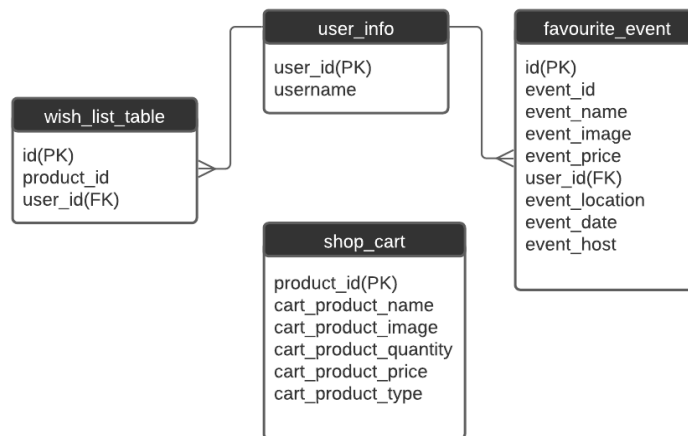 user_info
user_id(PK)
username
favourite_event
id(PK)
event_id
event_name
event_image
event_price
user_id(FK)
event_location
event_date
event_host
wish_list_table
id(PK)
product_id
user_id(FK)
shop_cart
product_id(PK)
cart_product_name
cart_product_image
cart_product_quantity
cart_product_price
cart_product_type